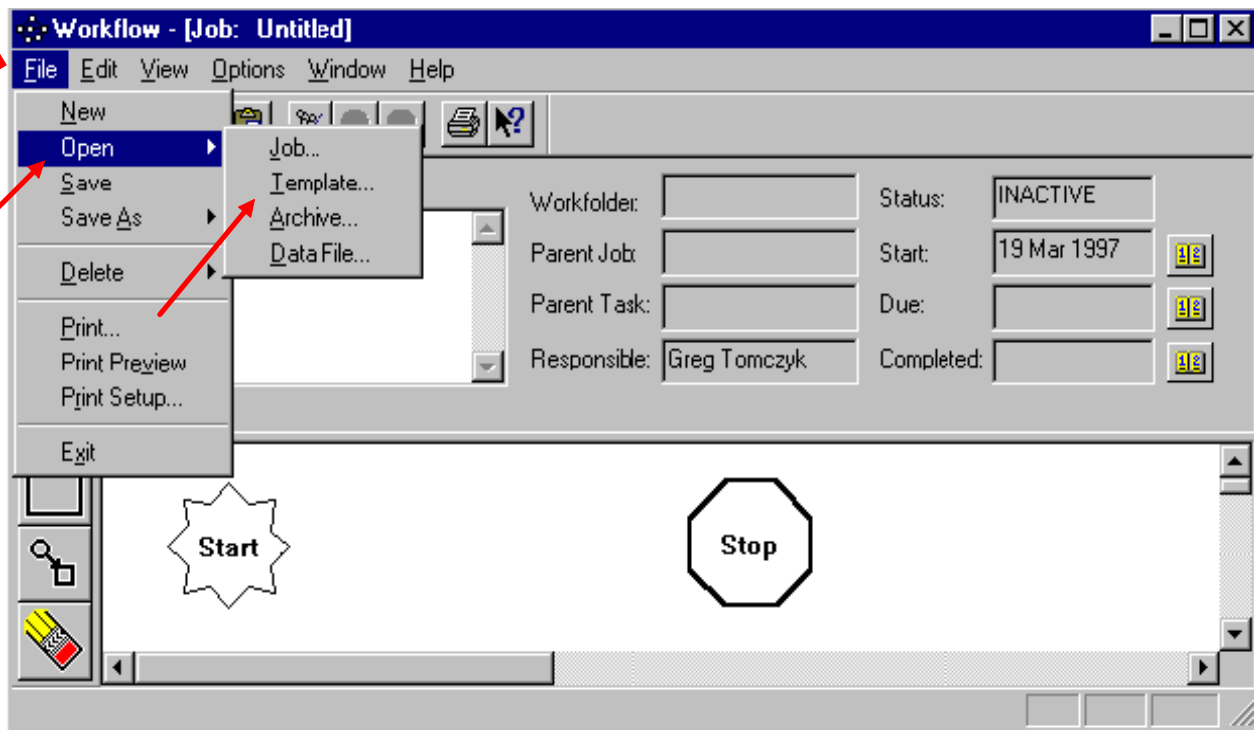 Workflow - [Job: Untitled]
File Edit View Options Window Help
New
Open
Save
Save As
Delete
Print...
Print Preview
Print Setup...
Exit
Job...
Template...
Archive...
Data File...
Workfolder:
Parent Job:
Parent Task:
Responsible: Greg Tomczyk
Status: INACTIVE
Start: 19 Mar 1997
Due:
Completed:
Start
Stop